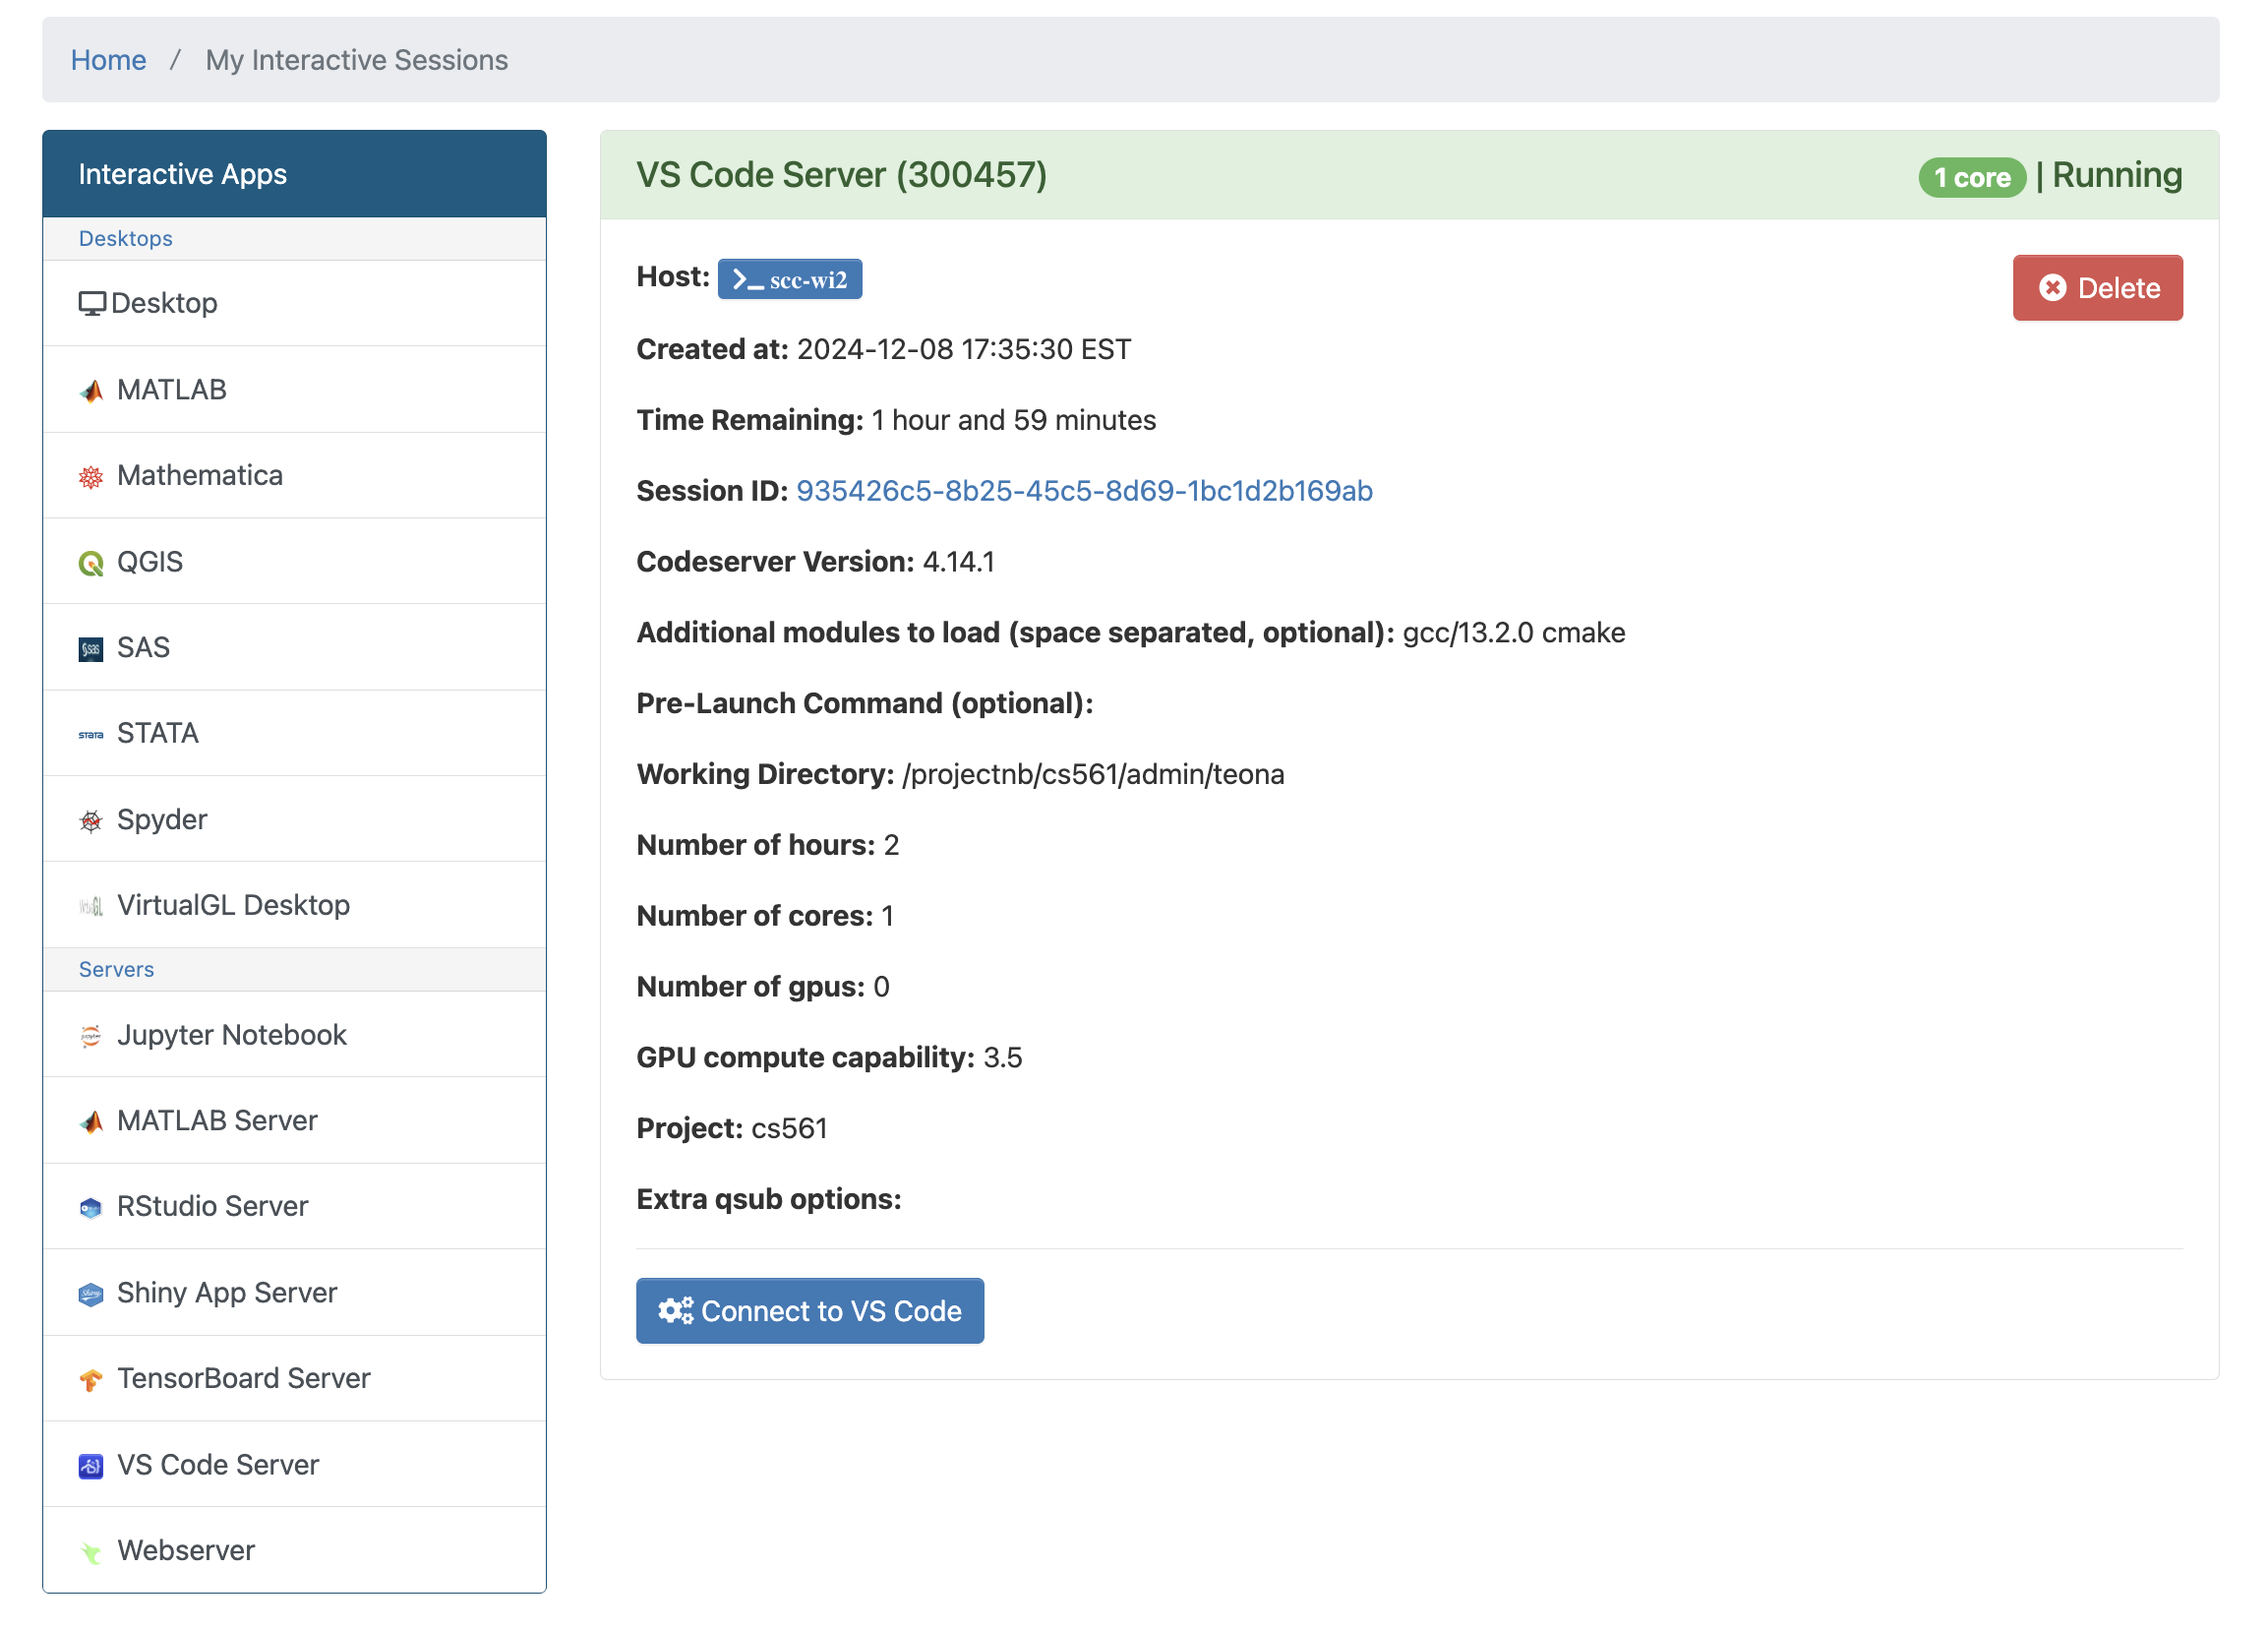 Home / My Interactive Sessions
Interactive Apps
Desktops
Desktop
MATLAB
Mathematica
QGIS
SAS
STATA
Spyder
VirtualGL Desktop
Servers
Jupyter Notebook
MATLAB Server
RStudio Server
Shiny App Server
TensorBoard Server
VS Code Server
Webserver
VS Code Server (300457)
1 core | Running
Host: >_ scc-wi2
Delete
Created at: 2024-12-08 17:35:30 EST
Time Remaining: 1 hour and 59 minutes
Session ID: 935426c5-8b25-45c5-8d69-1bc1d2b169ab
Codeserver Version: 4.14.1
Additional modules to load (space separated, optional): gcc/13.2.0 cmake
Pre-Launch Command (optional):
Working Directory: /projectnb/cs561/admin/teona
Number of hours: 2
Number of cores: 1
Number of gpus: 0
GPU compute capability: 3.5
Project: cs561
Extra qsub options:
Connect to VS Code